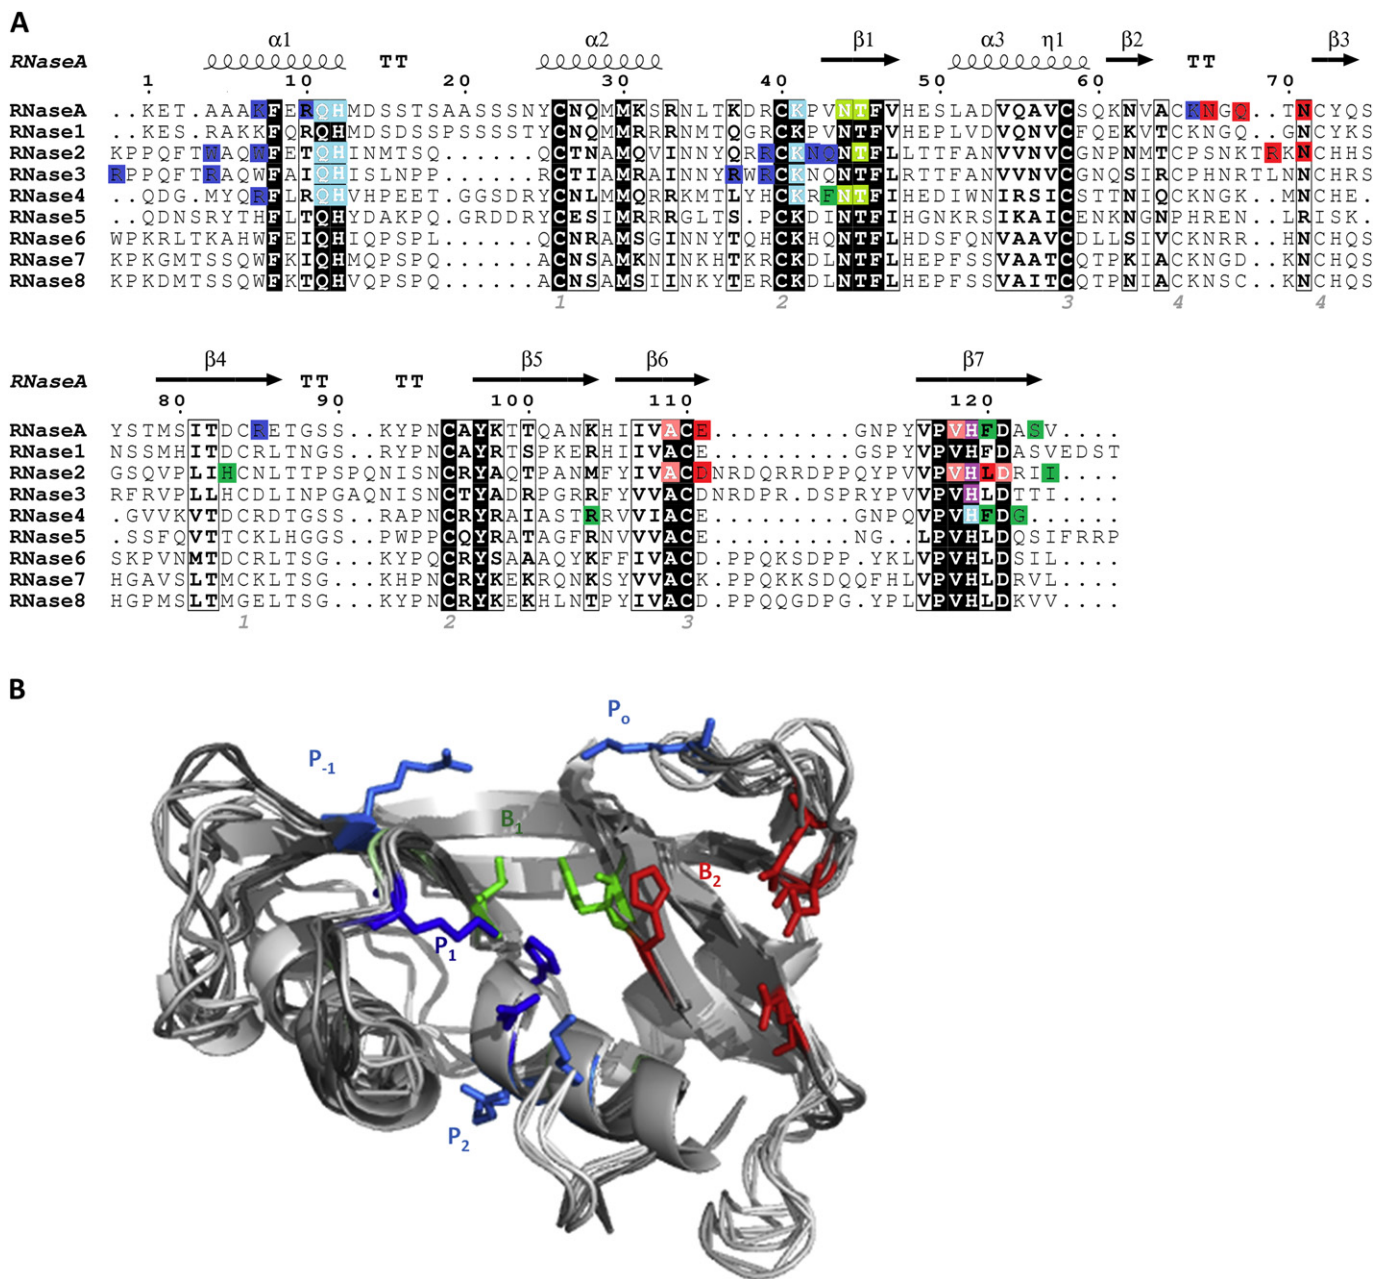 A
α1 α2 β1 α3 η1 β2 β3
RNaseA TT TT
1 10 20 30 40 50 60 70
RNaseA ..KET.AAAKFERQHMDSSTSAASSSNYCNQMMKSRNLTKDRCKPVNTFVHESLADVQAVCSQKNVACKNGQ..TNCYQS
RNase1 ..KES.RAKKFQRQHMDSDSSPSSSSTYCNQMMRRRNMTQGRCKPVNTFVHEPLVDVQNVCFQEKVTCKNGQ..GNCYKS
RNase2 KPPQFTWAQWFETQHINMTSQ......QCTNAMQVINNYQRRCKNQNTFLLTTFANVVNVCGNPNMTCPSNKTRKNCHHS
RNase3 RPPQFTRAQWFAIQHISLNPPR......CTIAMRAINNYRWRCKNQNTFLRTTFANVVNVCGNQSIRCPHNRTLNNCHRS
RNase4 ..QDG.MYQRFLRQHVHPEET.GGSDRYCNLMMQRRKMTLYHCKRFNTFIHEDIWNIRSICSTTNIQCKNGK..MNCHE.
RNase5 ..QDNSRYTHFLTQHYDAKPQ.GRDDRYCESIMRRRGLTS.PCKDINTFIHGNKRSIKAICENKNGNPHREN..LRISK.
RNase6 WPKRLTKAHWFEIQHIQPSPL......QCNRAMSGINNYTQHCKHQNTFLHDSFQNVAAVCDLLSIVCKNRR..HNCHQS
RNase7 KPKGMTSSQWFKIQHMQPSPQ......ACNSAMKNINKHTKRCKDLNTFLHEPFSSVAATCQTPKIACKNGD..KNCHQS
RNase8 KPKDMTSSQWFKTQHVQPSPQ......ACNSAMSIINKYTERCKDLNTFLHEPFSSVAITCQTPNIACKNSC..KNCHQS
1 2 3 4 4
β4 β5 β6 β7
RNaseA TT TT
80 90 100 110 120
RNaseA YSTMSITDCRETGSS..KYPNCAYKTTQANKHIIVACE.........GNPYVPVHFDASV.....
RNase1 NSSMHITDCRLTNGS..RYPNCAYRTSPKERHIIVACE.........GSPYVPVHFDASVEDST
RNase2 GSQVPLIHCNLTTPSPQNISNCRYAQTPANMFYIVACDNRDQRRDPPQYPVVPVHLDRII....
RNase3 RFRVPLLHCDLINPGAQNISNCTYADRPGRRFYVVACDNRDPR.DSPRYPVVPVHLDTTI....
RNase4 .GVVKVTDCRDTGSS..RAPNCRYRAIASTRRVVIACE.........GNPQVPVHFDG......
RNase5 .SSFQVTTCKLHGGS..PWPPCQYRATAGFRNVVVACE.........NG..LPVHLDQSIFRRP
RNase6 SKPVNMTDCRLTSG...KYPQCRYSAAAQYKFFIVACD.PPQKSDPP.YKLVPVHLDSIL....
RNase7 HGAVSLTMCKLTSG...KHPNCRYKEKRQNKSYVVACK.PPQKKSDQQFHLVPVHLDRVL....
RNase8 HGPMSLTMGELTSG...KYPNCRYKEKHLNTPYIVACD.PPQQGDPG.YPLVPVHLDKVV....
1 2 3
B
Po
P-1
B1
B2
P1
P2